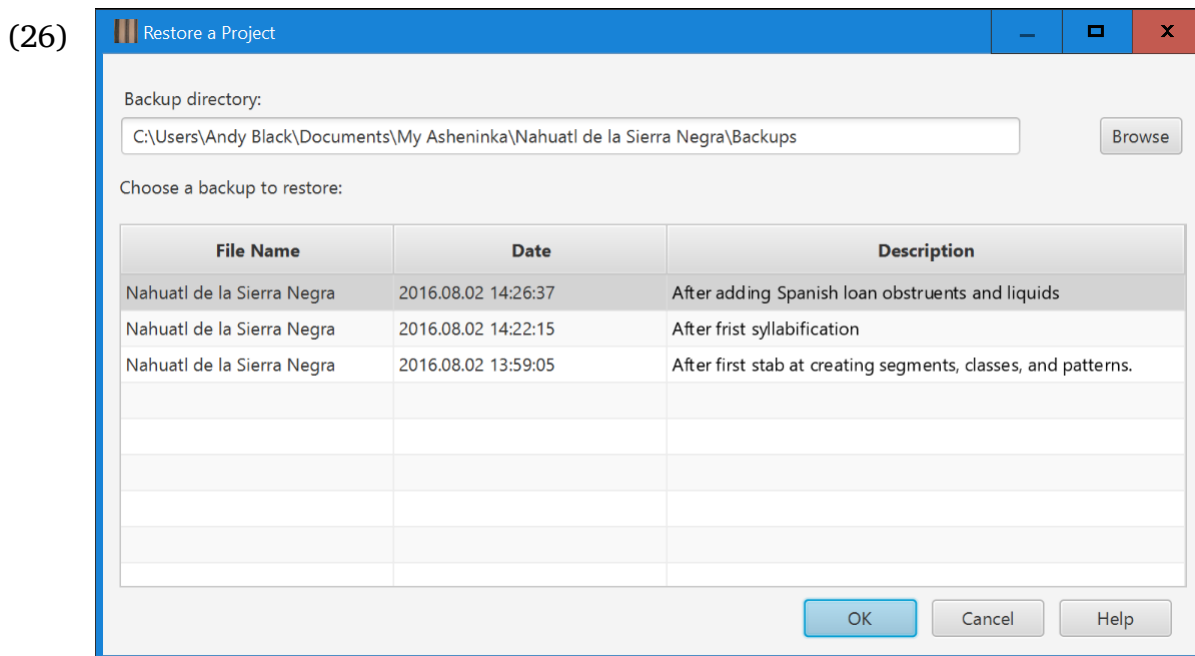 (26)
Restore a Project
Backup directory:
C:\Users\Andy Black\Documents\My Asheninka\Nahuatl de la Sierra Negra\Backups
Browse
Choose a backup to restore:
File Name Date Description
Nahuatl de la Sierra Negra 2016.08.02 14:26:37 After adding Spanish loan obstruents and liquids
Nahuatl de la Sierra Negra 2016.08.02 14:22:15 After frist syllabification
Nahuatl de la Sierra Negra 2016.08.02 13:59:05 After first stab at creating segments, classes, and patterns.
OK Cancel Help